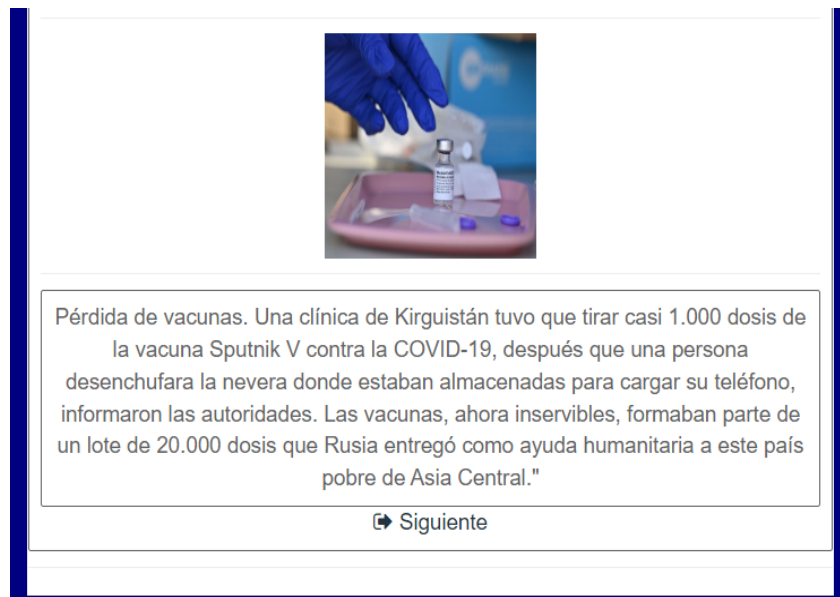 Pérdida de vacunas. Una clínica de Kirguistán tuvo que tirar casi 1.000 dosis de
la vacuna Sputnik V contra la COVID-19, después que una persona
desenchufara la nevera donde estaban almacenadas para cargar su teléfono,
informaron las autoridades. Las vacunas, ahora inservibles, formaban parte de
un lote de 20.000 dosis que Rusia entregó como ayuda humanitaria a este país
pobre de Asia Central."
Siguiente